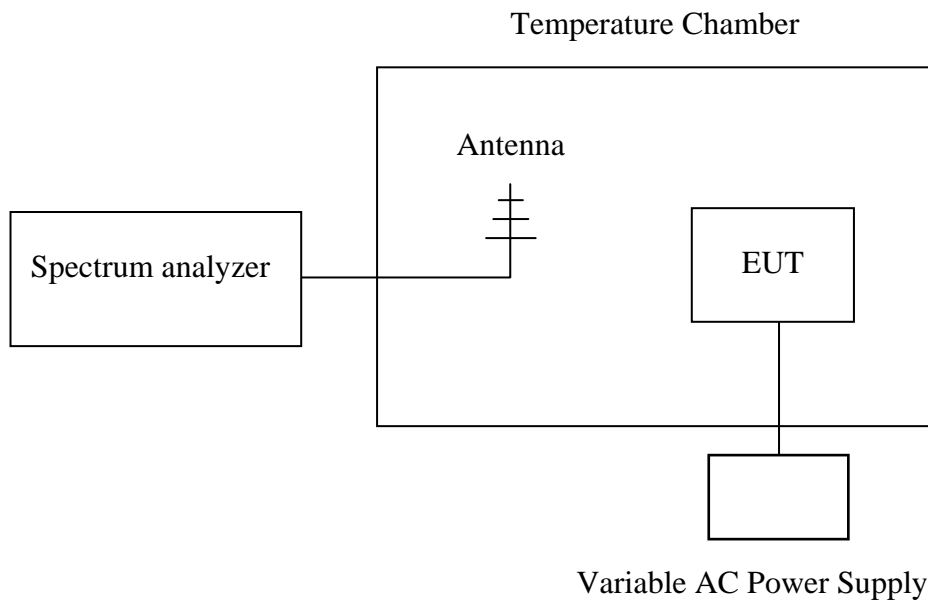 Temperature Chamber
Antenna
Spectrum analyzer
EUT
Variable AC Power Supply